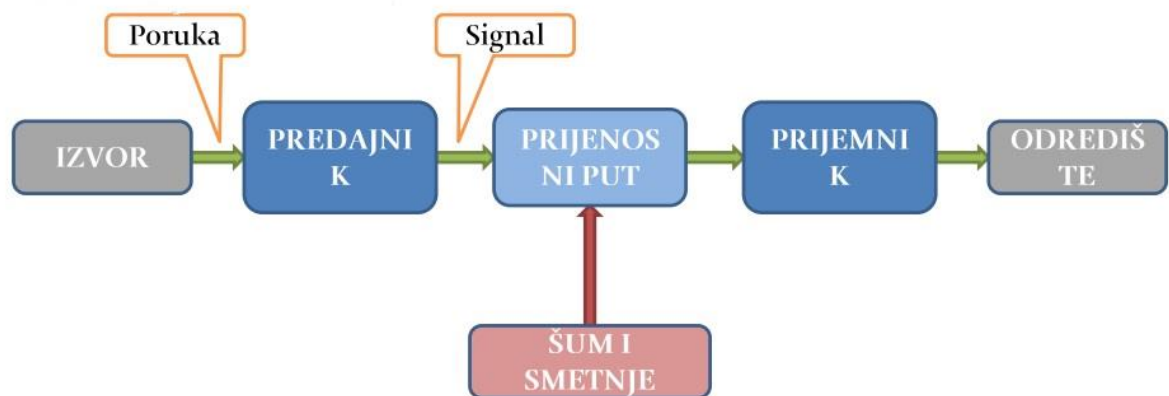 Poruka
Signal
IZVOR
PREDAJNI
K
PRIJENOS
NI PUT
PRIJEMNI
K
ODREDIŠ
TE
ŠUM I
SMETNJE